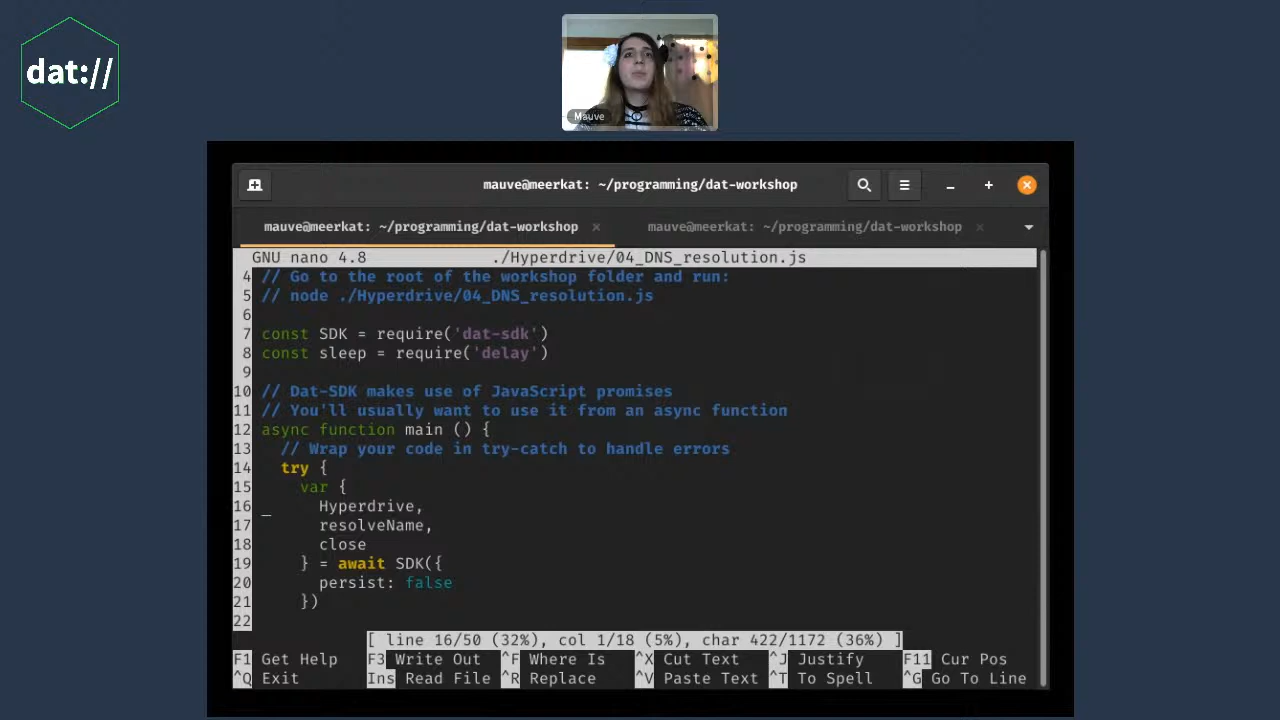 dat://
Mauve
mauve@meerkat: ~/programming/dat-workshop
mauve@meerkat: ~/programming/dat-workshop × mauve@meerkat: ~/programming/dat-workshop ×
GNU nano 4.8 ./Hyperdrive/04_DNS_resolution.js
4 // Go to the root of the workshop folder and run:
5 // node ./Hyperdrive/04_DNS_resolution.js
6
7 const SDK = require('dat-sdk')
8 const sleep = require('delay')
9
10 // Dat-SDK makes use of JavaScript promises
11 // You'll usually want to use it from an async function
12 async function main () {
13   // Wrap your code in try-catch to handle errors
14   try {
15     var {
16       Hyperdrive,
17       resolveName,
18       close
19     } = await SDK({
20       persist: false
21     })
22
[ line 16/50 (32%), col 1/18 (5%), char 422/1172 (36%) ]
F1 Get Help F3 Write Out ^F Where Is ^X Cut Text ^J Justify F11 Cur Pos
^Q Exit Ins Read File ^R Replace ^V Paste Text ^T To Spell ^G Go To Line